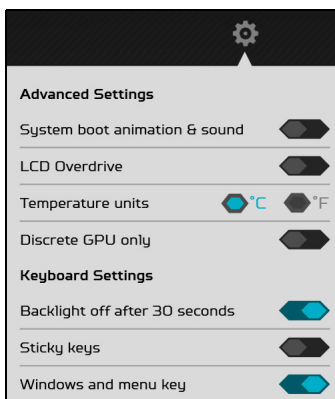 Advanced Settings
System boot animation & sound
LCD Overdrive
Temperature units °C °F
Discrete GPU only
Keyboard Settings
Backlight off after 30 seconds
Sticky keys
Windows and menu key